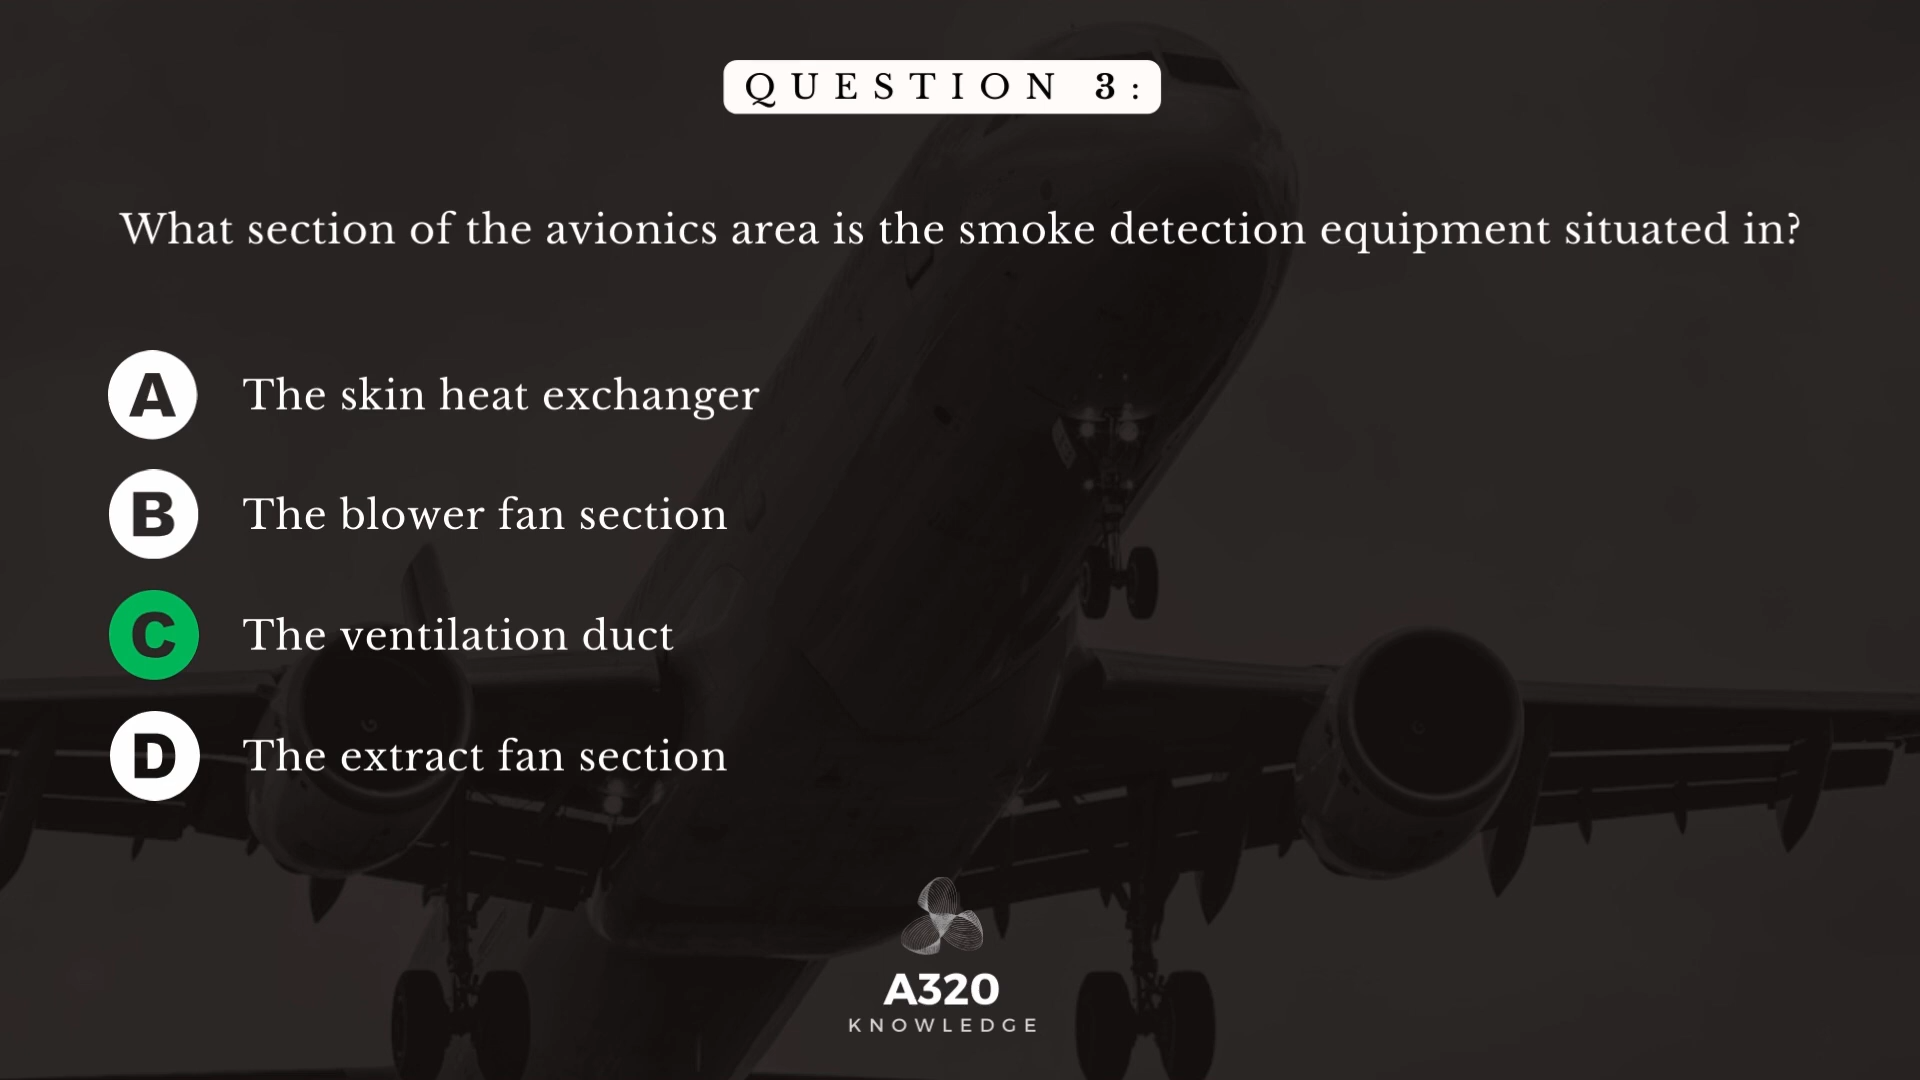 QUESTION 3:
What section of the avionics area is the smoke detection equipment situated in?
A The skin heat exchanger
B The blower fan section
C The ventilation duct
D The extract fan section
A320
KNOWLEDGE